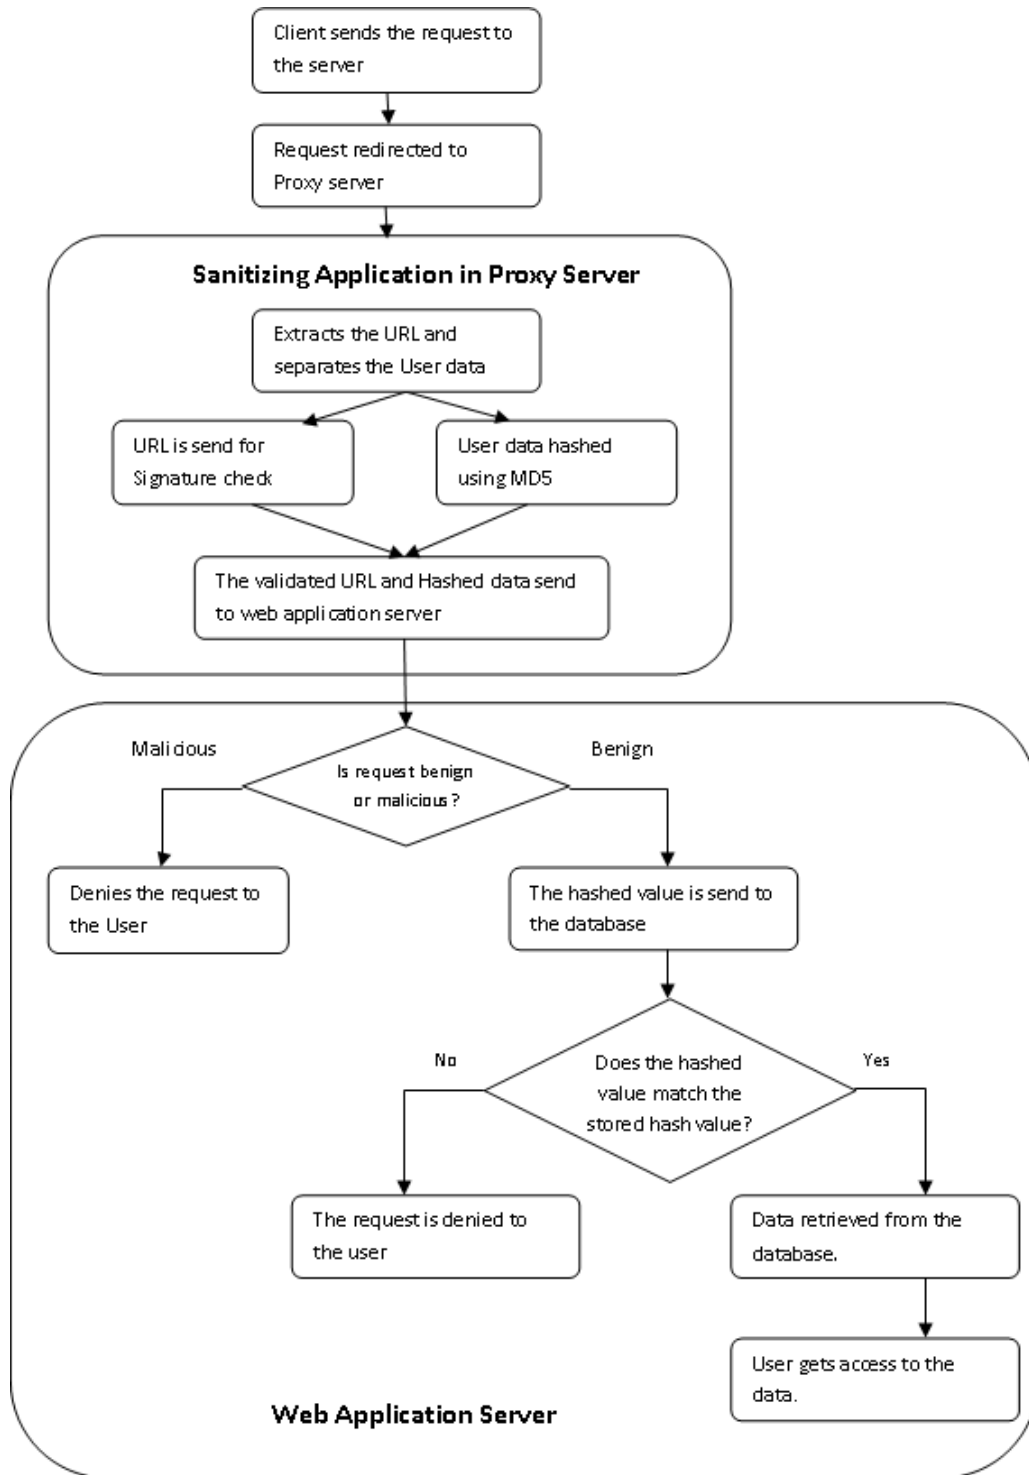 Client sends the request to
the server
Request redirected to
Proxy server
Sanitizing Application in Proxy Server
Extracts the URL and
separates the User data
URL is send for
Signature check
User data hashed
using MD5
The validated URL and Hashed data send
to web application server
Malicious
Is request benign
or malicious?
Benign
Denies the request to
the User
The hashed value is send to
the database
No
Does the hashed
value match the
stored hash value?
Yes
The request is denied to
the user
Data retrieved from the
database.
User gets access to the
data.
Web Application Server